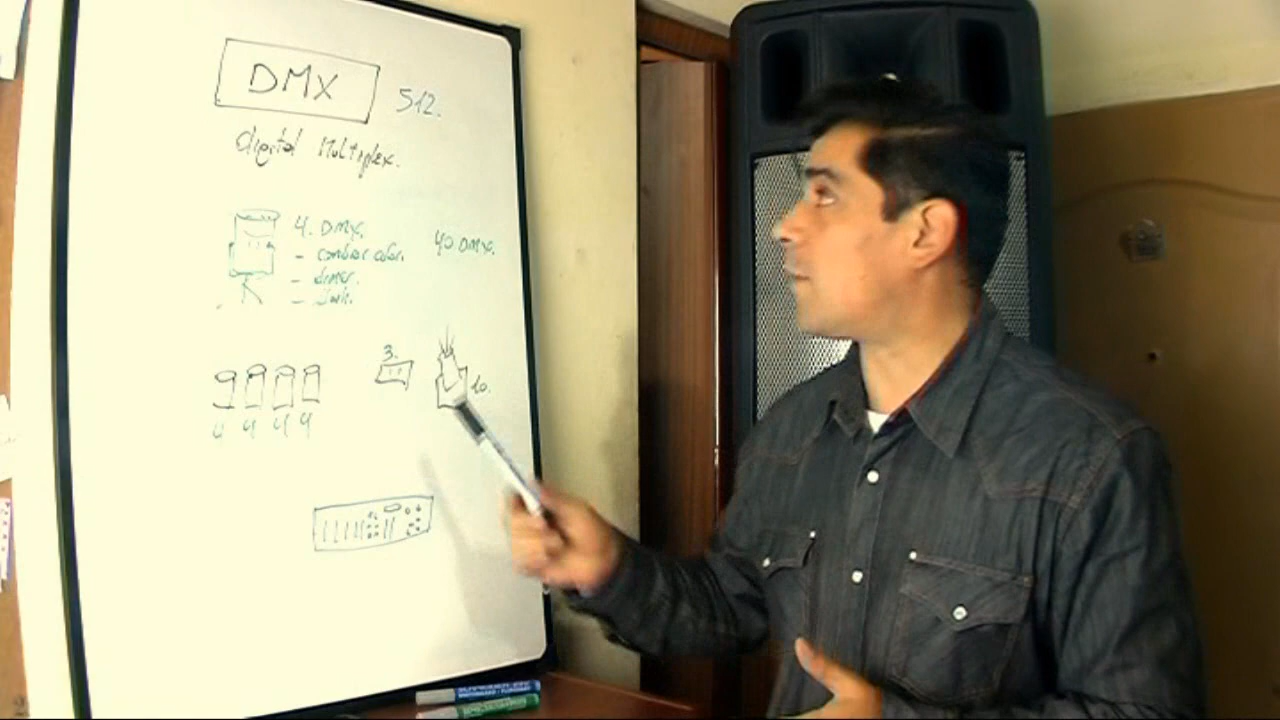 DMX 512.
digital Multiplex.
4. DMX. 40 DMX.
- cambiar color.
- dimer.
3.
10.
4 4 4 4